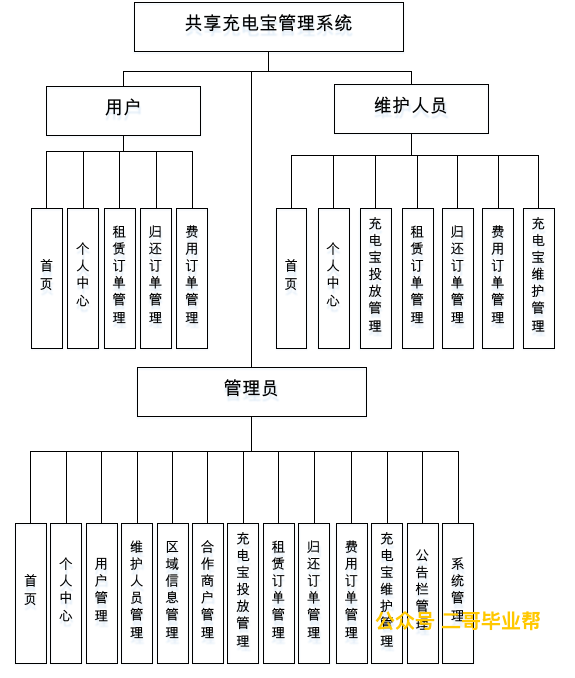 共享充电宝管理系统
用户
维护人员
首页
个人中心
租赁订单管理
归还订单管理
费用订单管理
首页
个人中心
充电宝投放管理
租赁订单管理
归还订单管理
费用订单管理
充电宝维护管理
管理员
首页
个人中心
用户管理
维护人员管理
区域信息管理
合作商户管理
充电宝投放管理
租赁订单管理
归还订单管理
费用订单管理
充电宝维护管理
公告栏管理
系统管理
公众号 二哥毕业帮